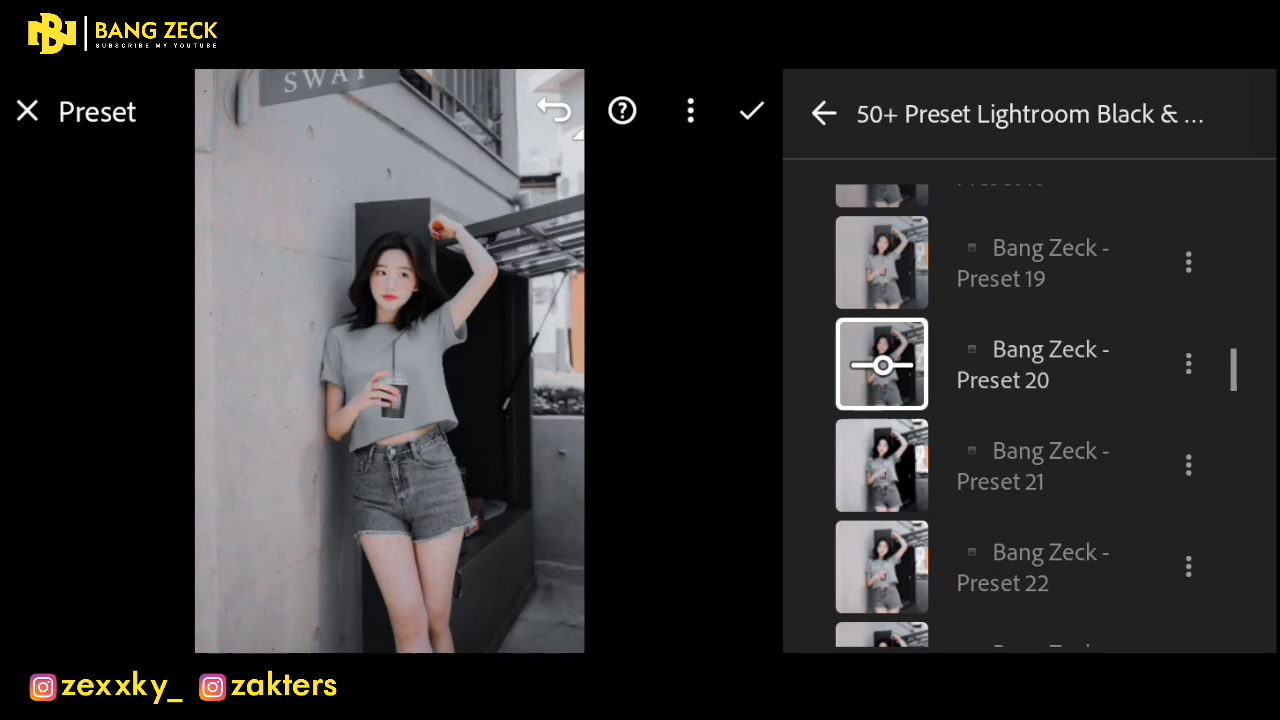 BANG ZECK
SUBSCRIBE MY YOUTUBE
SWAY
Preset
50+ Preset Lightroom Black & ...
Bang Zeck -
Preset 19
Bang Zeck -
Preset 20
Bang Zeck -
Preset 21
Bang Zeck -
Preset 22
zexxky_
zakters